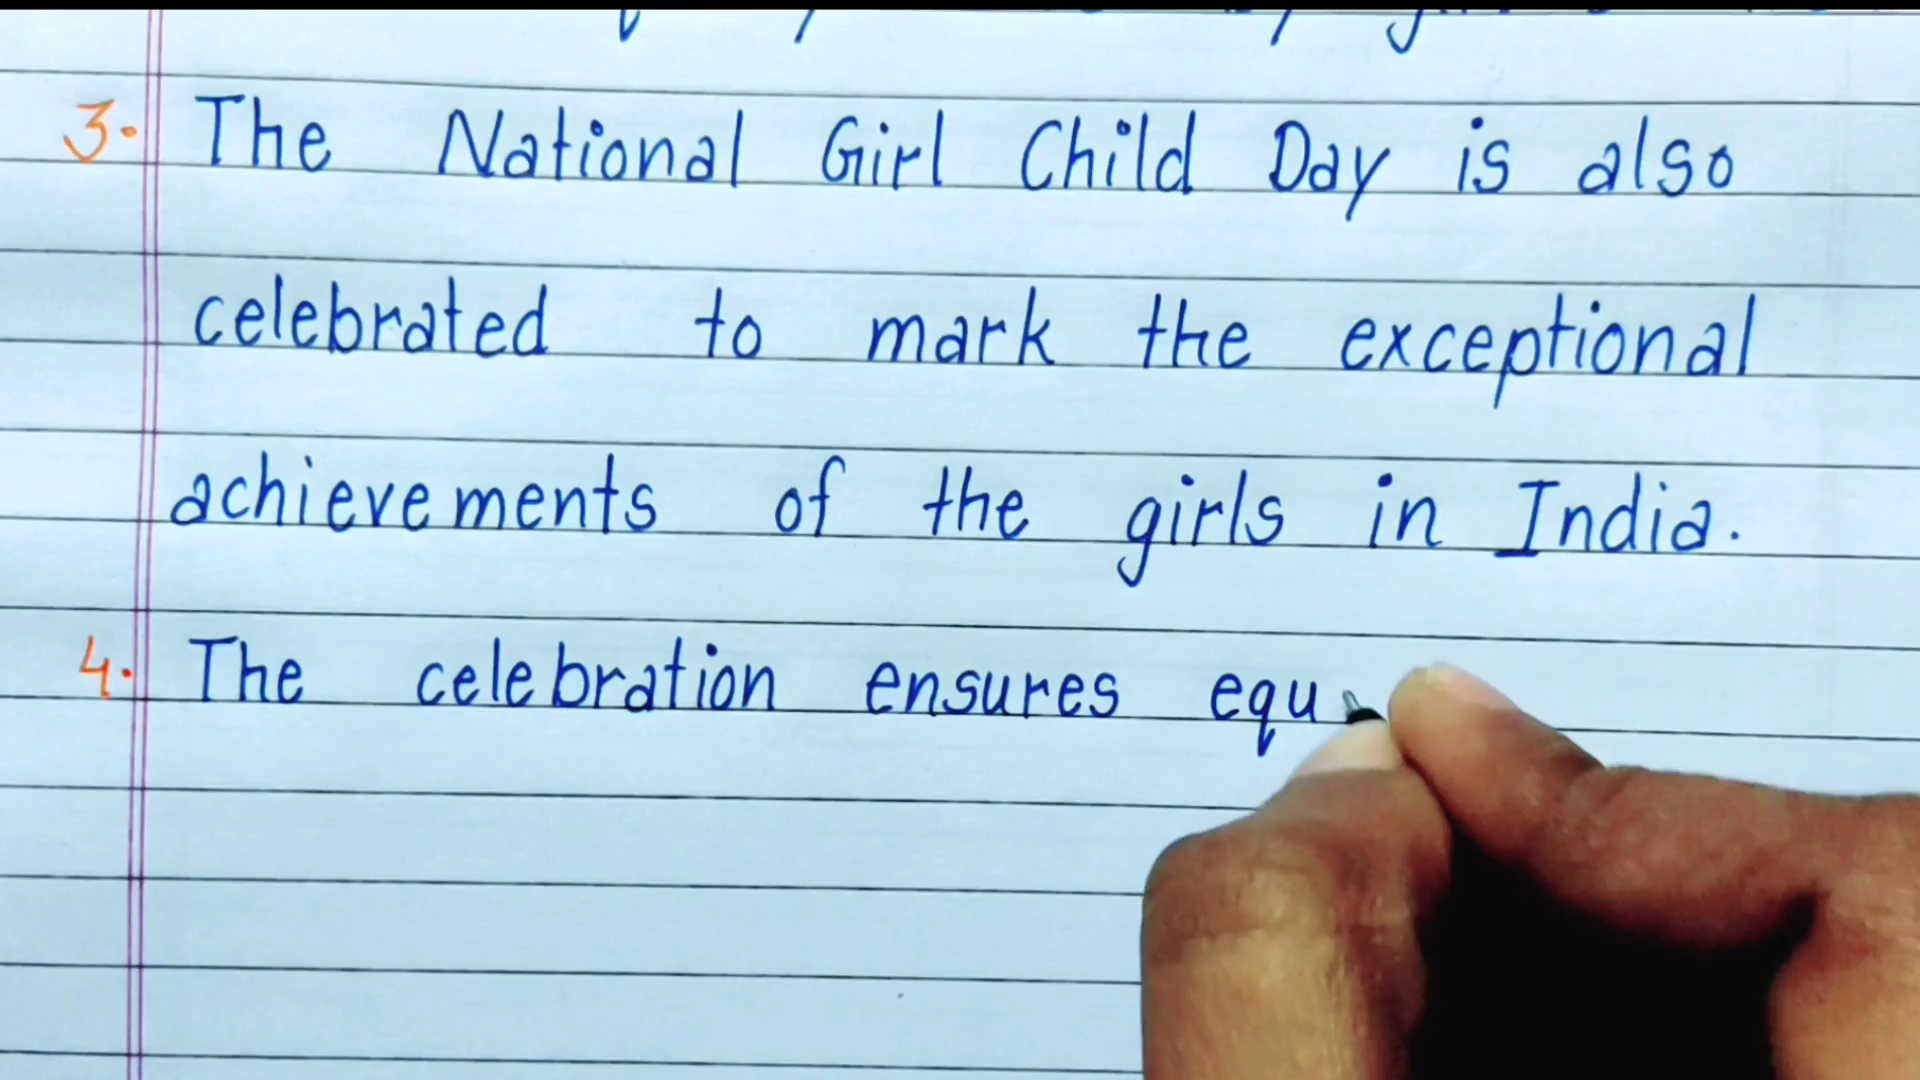 3. The National Girl Child Day is also
celebrated to mark the exceptional
achievements of the girls in India.
4. The celebration ensures equ